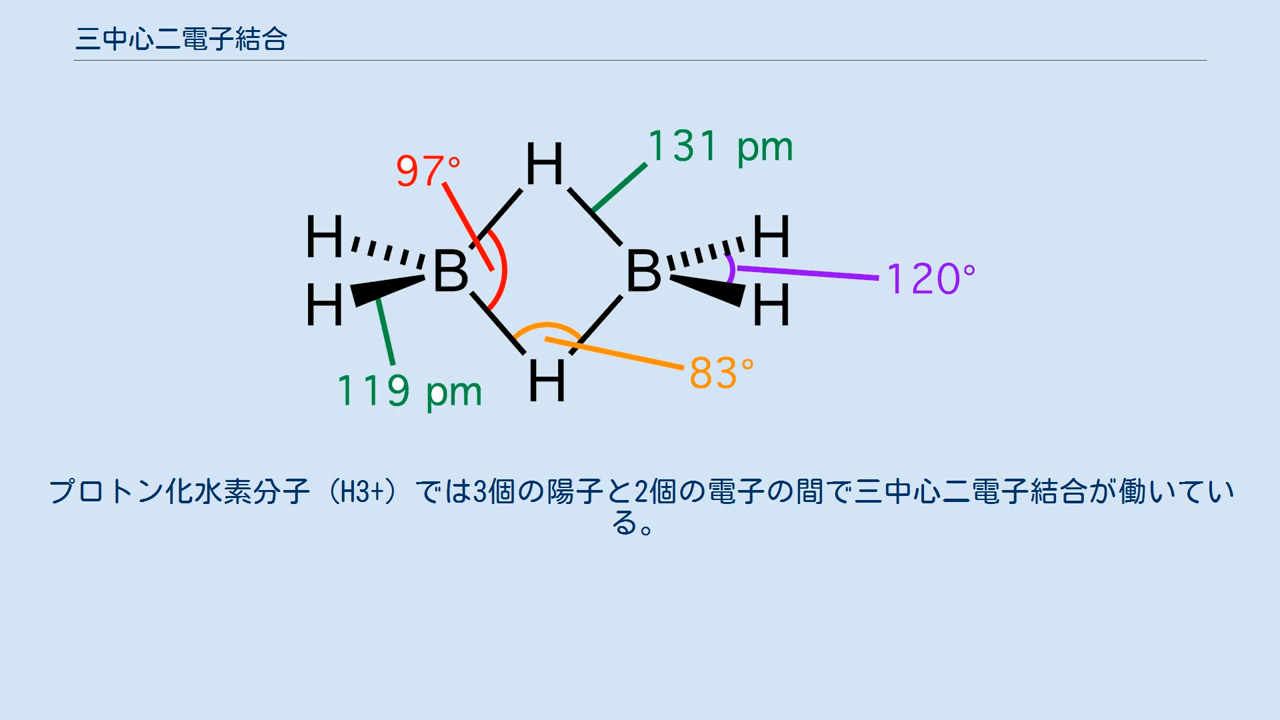 三中心二電子結合
H
131 pm
97°
H
H
B
B
120°
H
H
83°
119 pm
H
プロトン化水素分子（H3+）では3個の陽子と2個の電子の間で三中心二電子結合が働いてい
る。